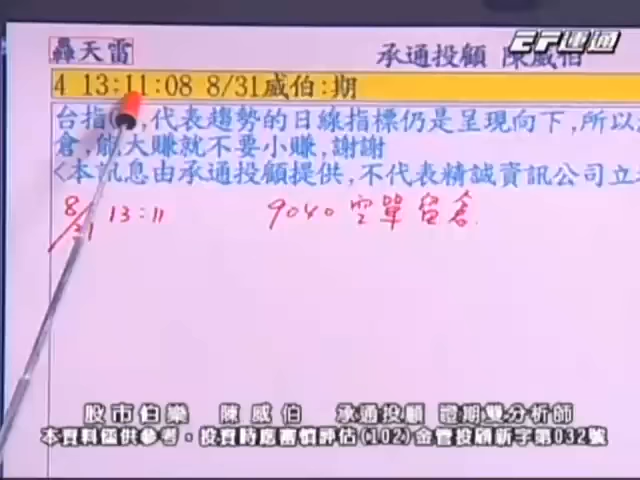 轟天雷 承通投顧 陳威伯
EF運通
4 13:11:08 8/31威伯:期
台指 ,代表趨勢的日線指標仍是呈現向下,所以
倉,能大賺就不要小賺,謝謝
<本訊息由承通投顧提供,不代表精誠資訊公司立
8/31 13:11 9040 空單留倉
股市伯樂 陳威伯 承通投顧 證期雙分析師
本資料僅供參考,投資時應審慎評估(102)金管投顧新字第032號